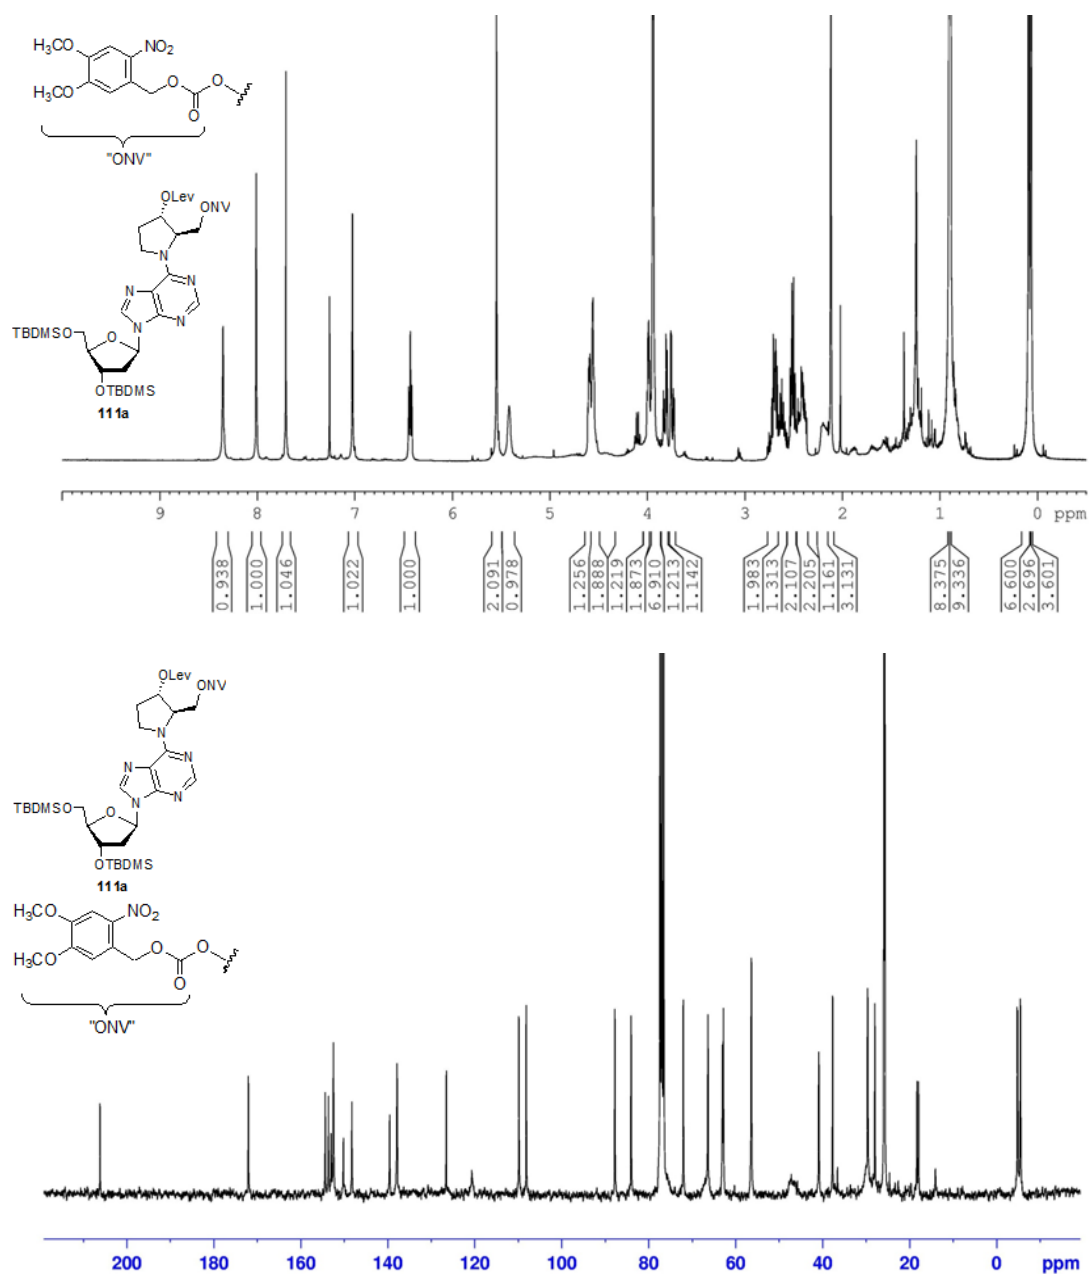 H₃CO
NO₂
H₃CO
O
O
O
"ONV"
OLev
ONV
N
N
N
N
N
TBDMSO
O
OTBDMS
111a
9 8 7 6 5 4 3 2 1 0 ppm
0.938 1.000 1.046 1.022 1.000 2.091 0.978 1.256 1.888 1.219 1.873 6.910 1.213 1.142 1.983 1.313 2.107 2.205 1.161 3.131 8.375 9.336 6.600 2.696 3.601
OLev
ONV
N
N
N
N
N
TBDMSO
O
OTBDMS
111a
H₃CO
NO₂
H₃CO
O
O
O
"ONV"
200 180 160 140 120 100 80 60 40 20 0 ppm